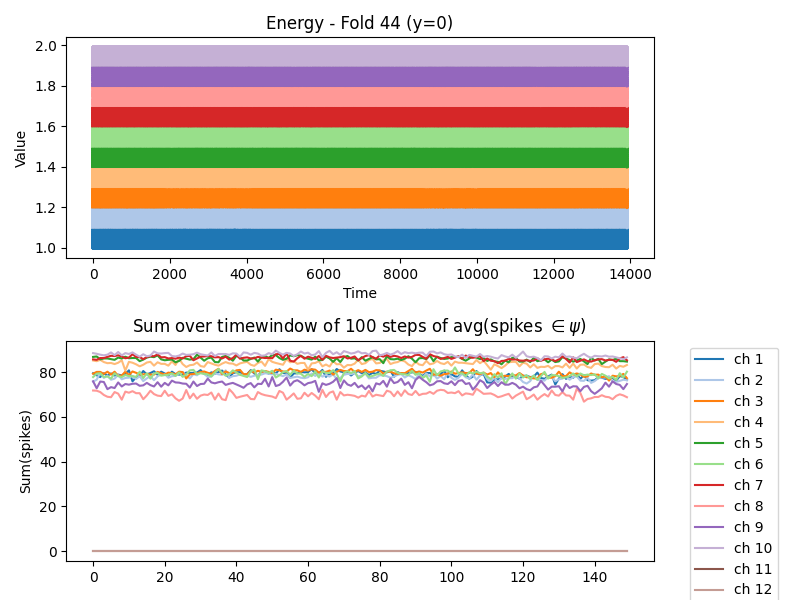 Energy - Fold 44 (y=0)
2.0
1.8
1.6
1.4
1.2
1.0
Value
0 2000 4000 6000 8000 10000 12000 14000
Time
Sum over timewindow of 100 steps of avg(spikes ∈ψ)
80
60
40
20
0
Sum(spikes)
0 20 40 60 80 100 120 140
ch 1
ch 2
ch 3
ch 4
ch 5
ch 6
ch 7
ch 8
ch 9
ch 10
ch 11
ch 12